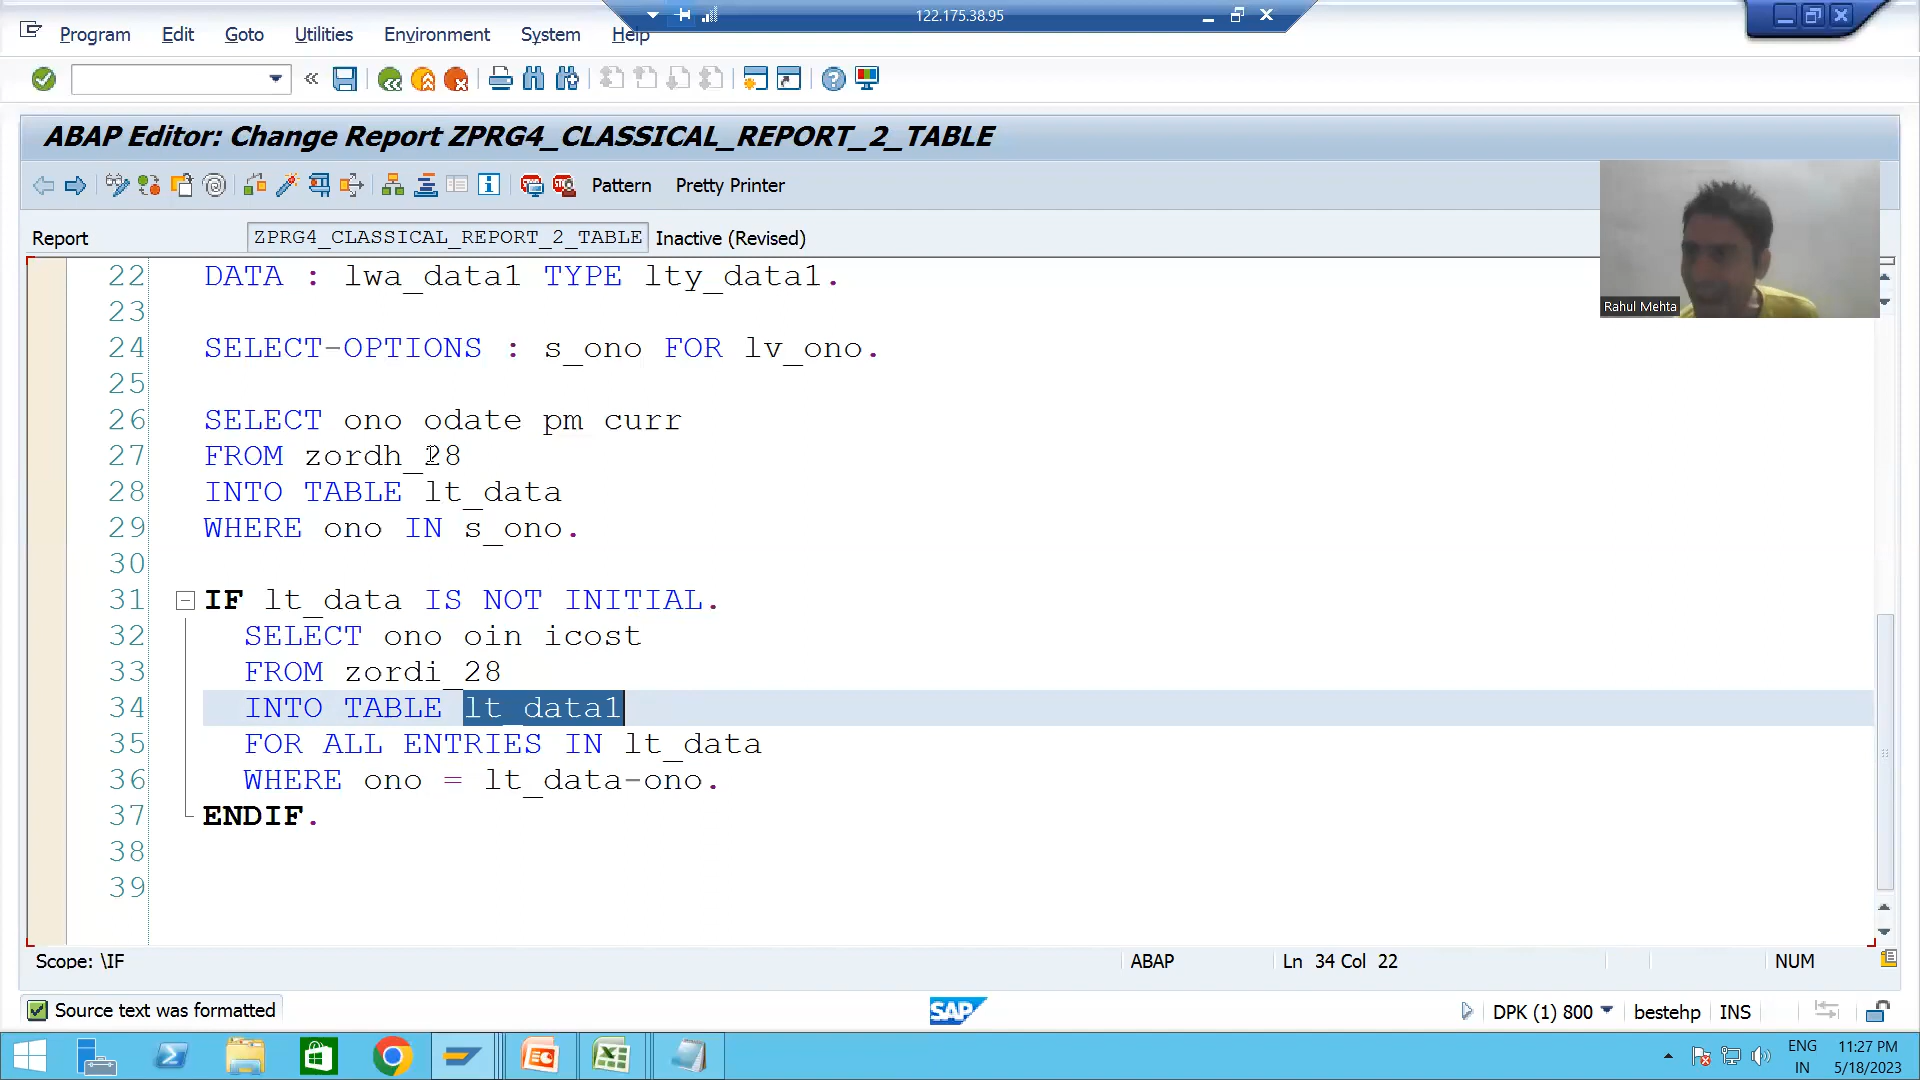 122.175.38.95
Program Edit Goto Utilities Environment System Help
ABAP Editor: Change Report ZPRG4_CLASSICAL_REPORT_2_TABLE
Pattern Pretty Printer
Report ZPRG4_CLASSICAL_REPORT_2_TABLE Inactive (Revised)
Rahul Mehta
22 DATA : lwa_data1 TYPE lty_data1.
23
24 SELECT-OPTIONS : s_ono FOR lv_ono.
25
26 SELECT ono odate pm curr
27 FROM zordh_28
28 INTO TABLE lt_data
29 WHERE ono IN s_ono.
30
31 IF lt_data IS NOT INITIAL.
32 SELECT ono oin icost
33 FROM zordi_28
34 INTO TABLE lt_data1
35 FOR ALL ENTRIES IN lt_data
36 WHERE ono = lt_data-ono.
37 ENDIF.
38
39
Scope: \IF ABAP Ln 34 Col 22 NUM
Source text was formatted SAP DPK (1) 800 bestehp INS
ENG 11:27 PM
IN 5/18/2023